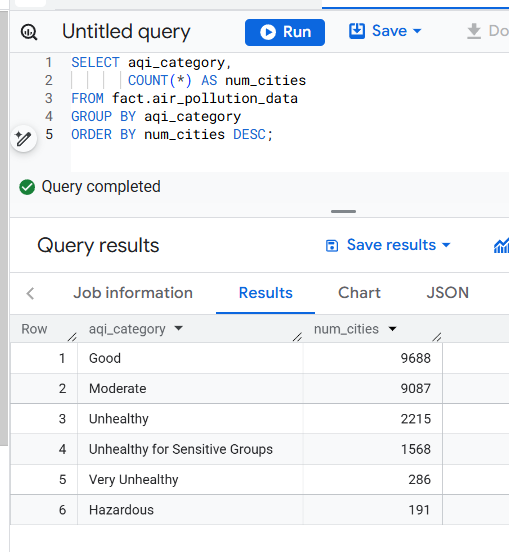 Untitled query Run Save Do
1 SELECT aqi_category,
2 COUNT(*) AS num_cities
3 FROM fact.air_pollution_data
4 GROUP BY aqi_category
5 ORDER BY num_cities DESC;
Query completed
Query results Save results
Job information Results Chart JSON
Row aqi_category num_cities
1 Good 9688
2 Moderate 9087
3 Unhealthy 2215
4 Unhealthy for Sensitive Groups 1568
5 Very Unhealthy 286
6 Hazardous 191